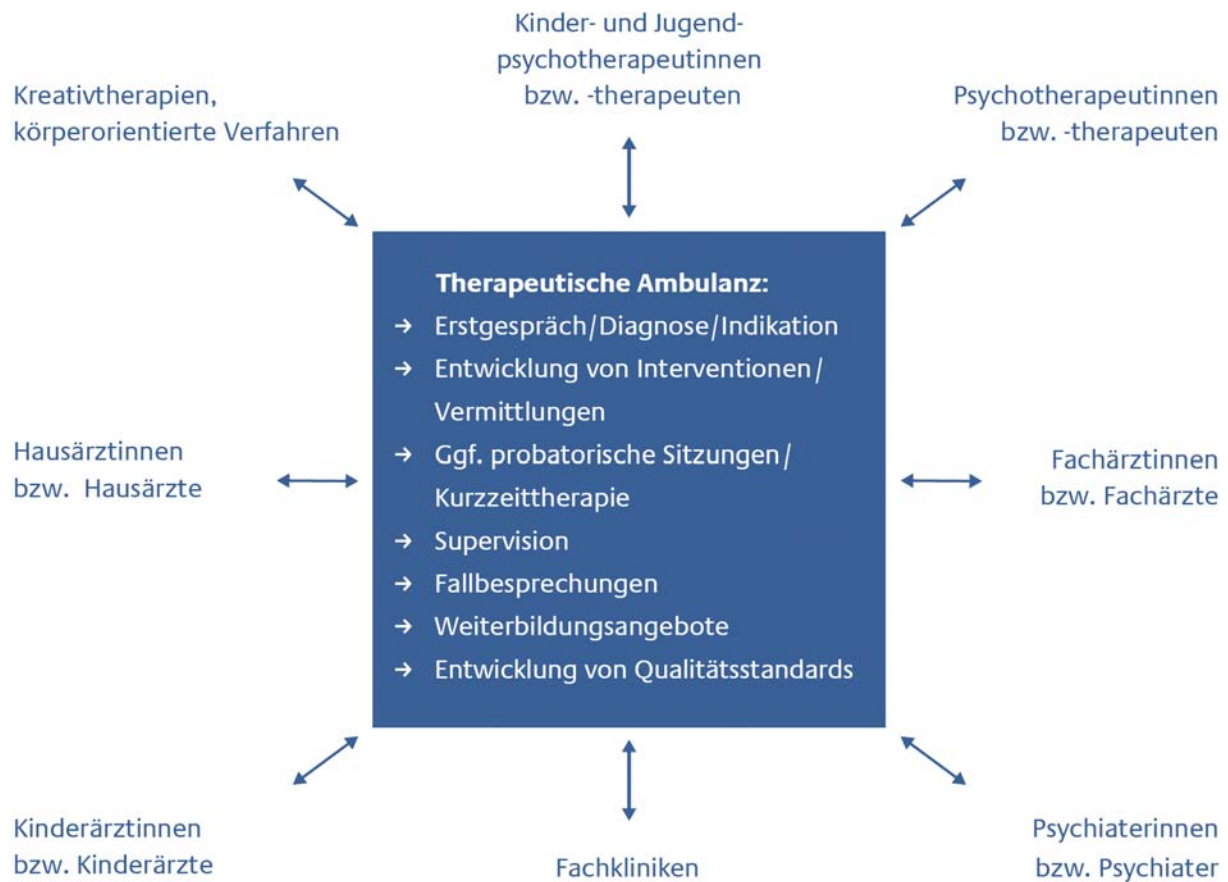 Kinder- und Jugend-
psychotherapeutinnen
bzw. -therapeuten
Kreativtherapien,
körperorientierte Verfahren
Psychotherapeutinnen
bzw. -therapeuten
Therapeutische Ambulanz:
→ Erstgespräch/Diagnose/Indikation
→ Entwicklung von Interventionen/
Vermittlungen
→ Ggf. probatorische Sitzungen/
Kurzzeittherapie
→ Supervision
→ Fallbesprechungen
→ Weiterbildungsangebote
→ Entwicklung von Qualitätsstandards
Hausärztinnen
bzw. Hausärzte
Fachärztinnen
bzw. Fachärzte
Kinderärztinnen
bzw. Kinderärzte
Fachkliniken
Psychiaterinnen
bzw. Psychiater